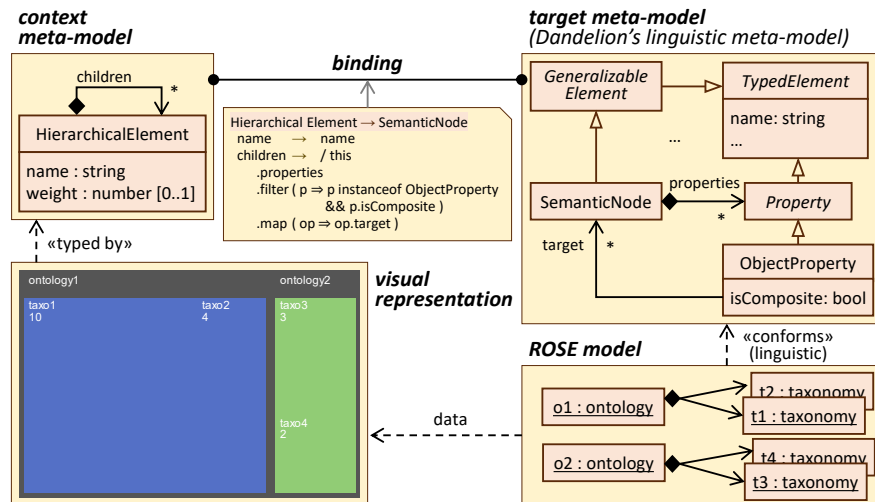 context
meta-model
children
*
HierarchicalElement
name : string
weight : number [0..1]
binding
Hierarchical Element → SemanticNode
name → name
children → / this
.properties
.filter ( p ⇒ p instanceof ObjectProperty
&& p.isComposite )
.map ( op ⇒ op.target )
target meta-model
(Dandelion’s linguistic meta-model)
Generalizable
Element
TypedElement
name: string
...
...
SemanticNode
properties
*
Property
target
*
ObjectProperty
isComposite: bool
«typed by»
visual
representation
ontology1
ontology2
taxo1
10
taxo2
4
taxo3
3
taxo4
2
data
«conforms»
(linguistic)
ROSE model
o1 : ontology
t2 : taxonomy
t1 : taxonomy
o2 : ontology
t4 : taxonomy
t3 : taxonomy